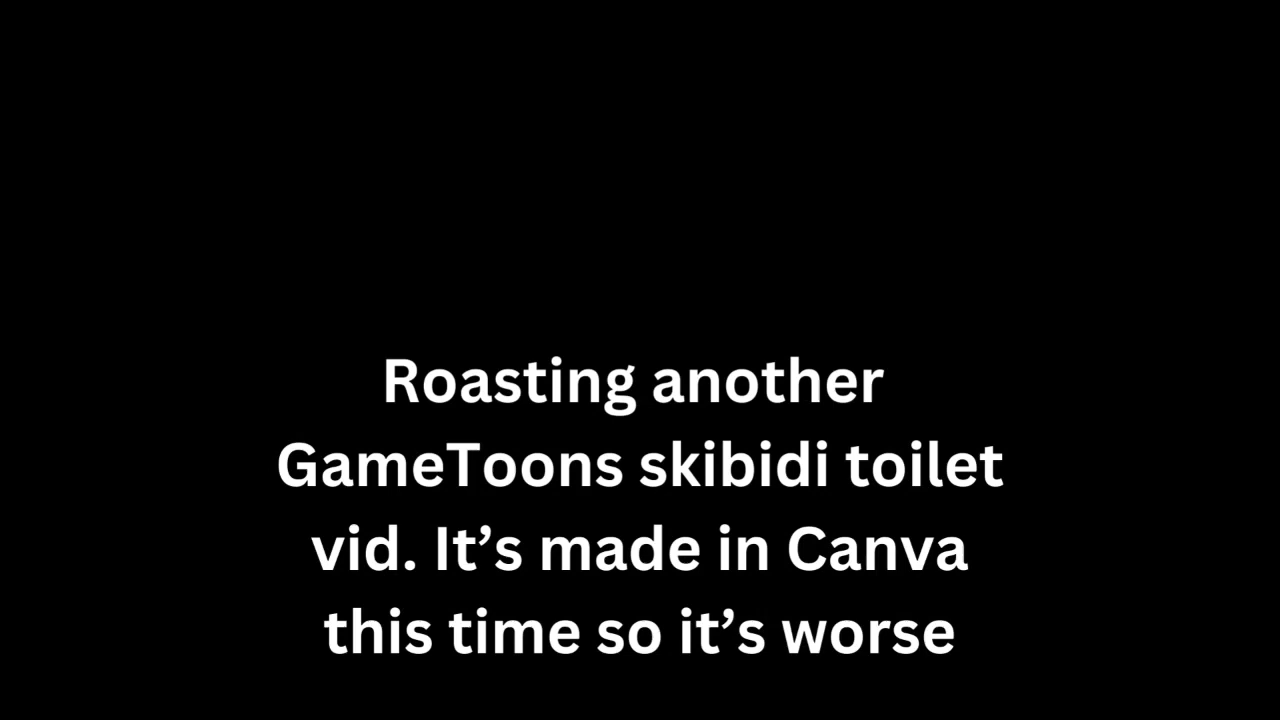 Roasting another
GameToons skibidi toilet
vid. It’s made in Canva
this time so it’s worse